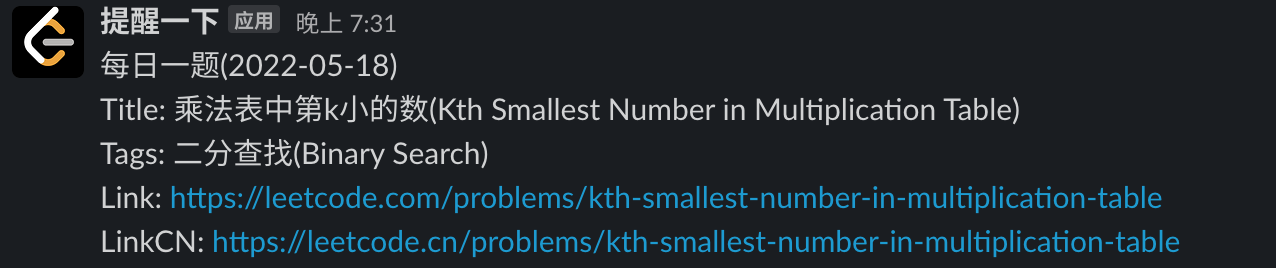 提醒一下 应用 晚上 7:31
每日一题(2022-05-18)
Title: 乘法表中第k小的数(Kth Smallest Number in Multiplication Table)
Tags: 二分查找(Binary Search)
Link: https://leetcode.com/problems/kth-smallest-number-in-multiplication-table
LinkCN: https://leetcode.cn/problems/kth-smallest-number-in-multiplication-table